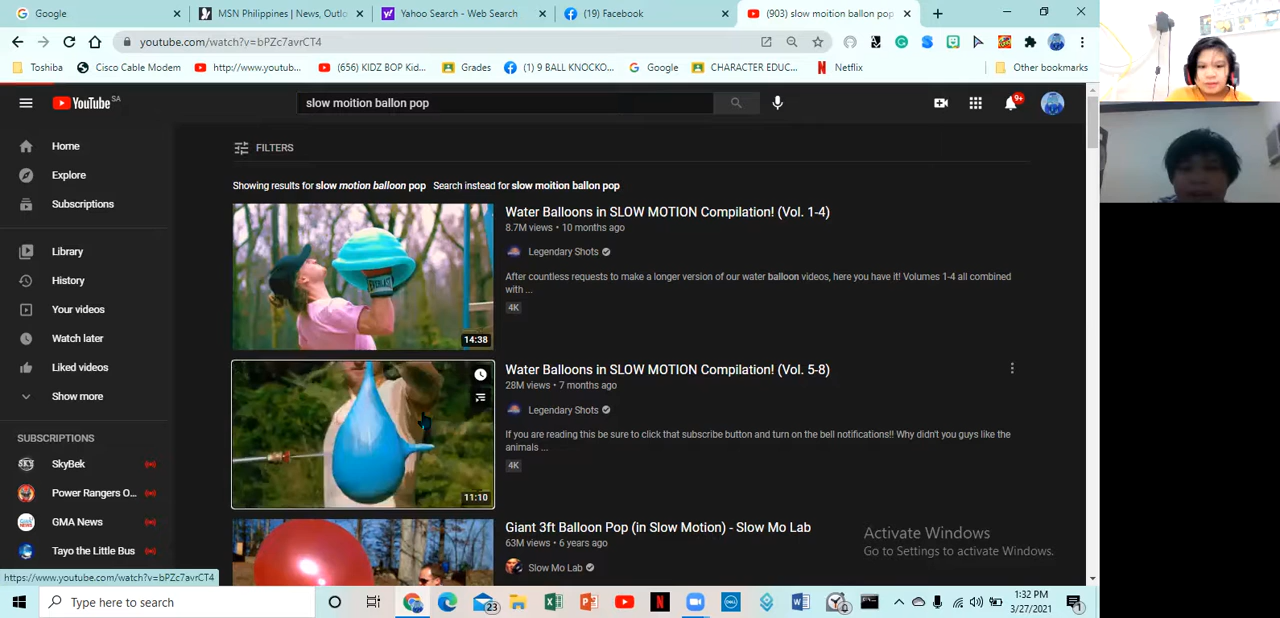 Google
MSN Philippines | News, Outlo
Yahoo Search - Web Search
(19) Facebook
(903) slow moition ballon pop
youtube.com/watch?v=bPZc7avrCT4
Toshiba
Cisco Cable Modem
http://www.youtub...
(656) KIDZ BOP Kid...
Grades
(1) 9 BALL KNOCKO...
Google
CHARACTER EDUC...
Netflix
Other bookmarks
YouTube SA
slow moition ballon pop
9+
Home
Explore
Subscriptions
Library
History
Your videos
Watch later
Liked videos
Show more
SUBSCRIPTIONS
SkyBek
Power Rangers O...
GMA News
Tayo the Little Bus
FILTERS
Showing results for slow motion balloon pop Search instead for slow moition ballon pop
EVERLAST
14:38
Water Balloons in SLOW MOTION Compilation! (Vol. 1-4)
8.7M views • 10 months ago
Legendary Shots
After countless requests to make a longer version of our water balloon videos, here you have it! Volumes 1-4 all combined
with ...
4K
11:10
Water Balloons in SLOW MOTION Compilation! (Vol. 5-8)
28M views • 7 months ago
Legendary Shots
If you are reading this be sure to click that subscribe button and turn on the bell notifications!! Why didn't you guys like the
animals ...
4K
Giant 3ft Balloon Pop (in Slow Motion) - Slow Mo Lab
63M views • 6 years ago
Slow Mo Lab
Activate Windows
Go to Settings to activate Windows.
https://www.youtube.com/watch?v=bPZc7avrCT4
Type here to search
23
DELL
1:32 PM
3/27/2021
1